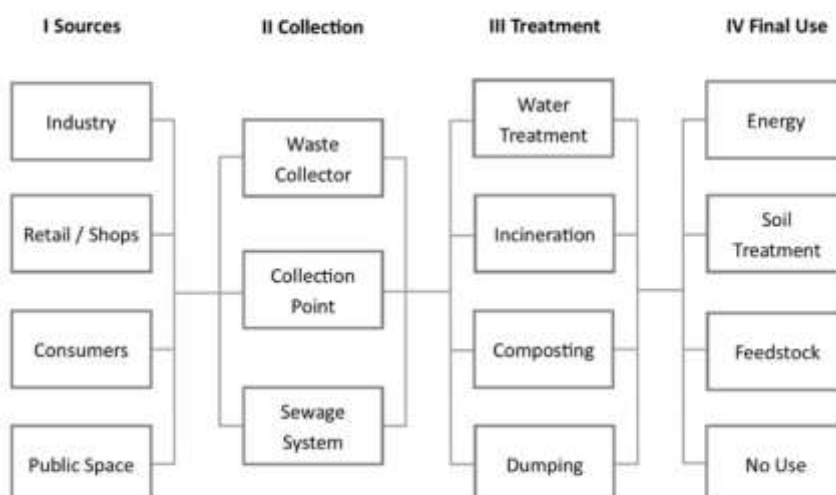 I Sources
II Collection
III Treatment
IV Final Use
Industry
Retail / Shops
Consumers
Public Space
Waste
Collector
Collection
Point
Sewage
System
Water
Treatment
Incineration
Composting
Dumping
Energy
Soil
Treatment
Feedstock
No Use